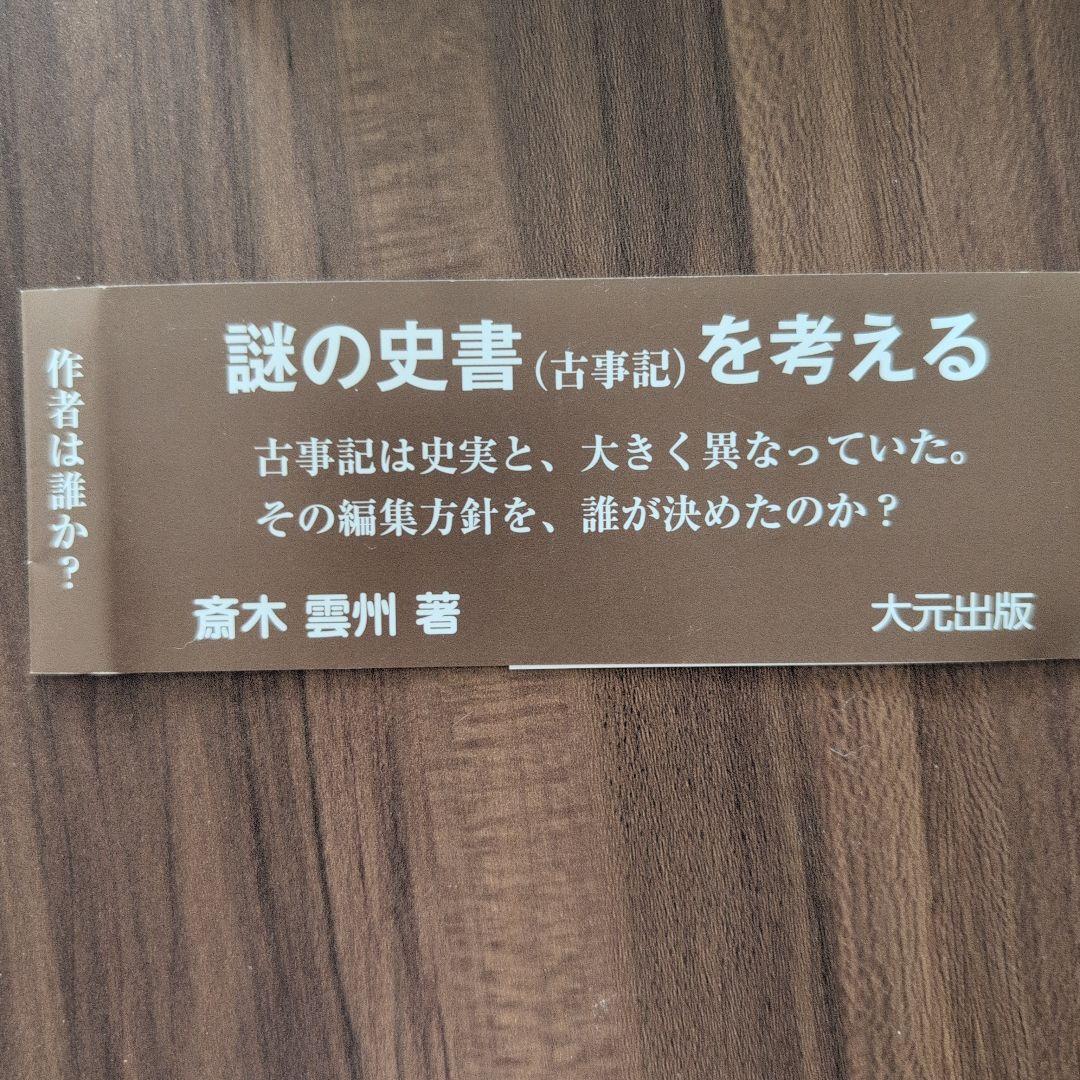 作者は誰か?
謎の史書(古事記)を考える
古事記は史実と、大きく異なっていた。
その編集方針を、誰が決めたのか?
斎木 雲州 著
大元出版